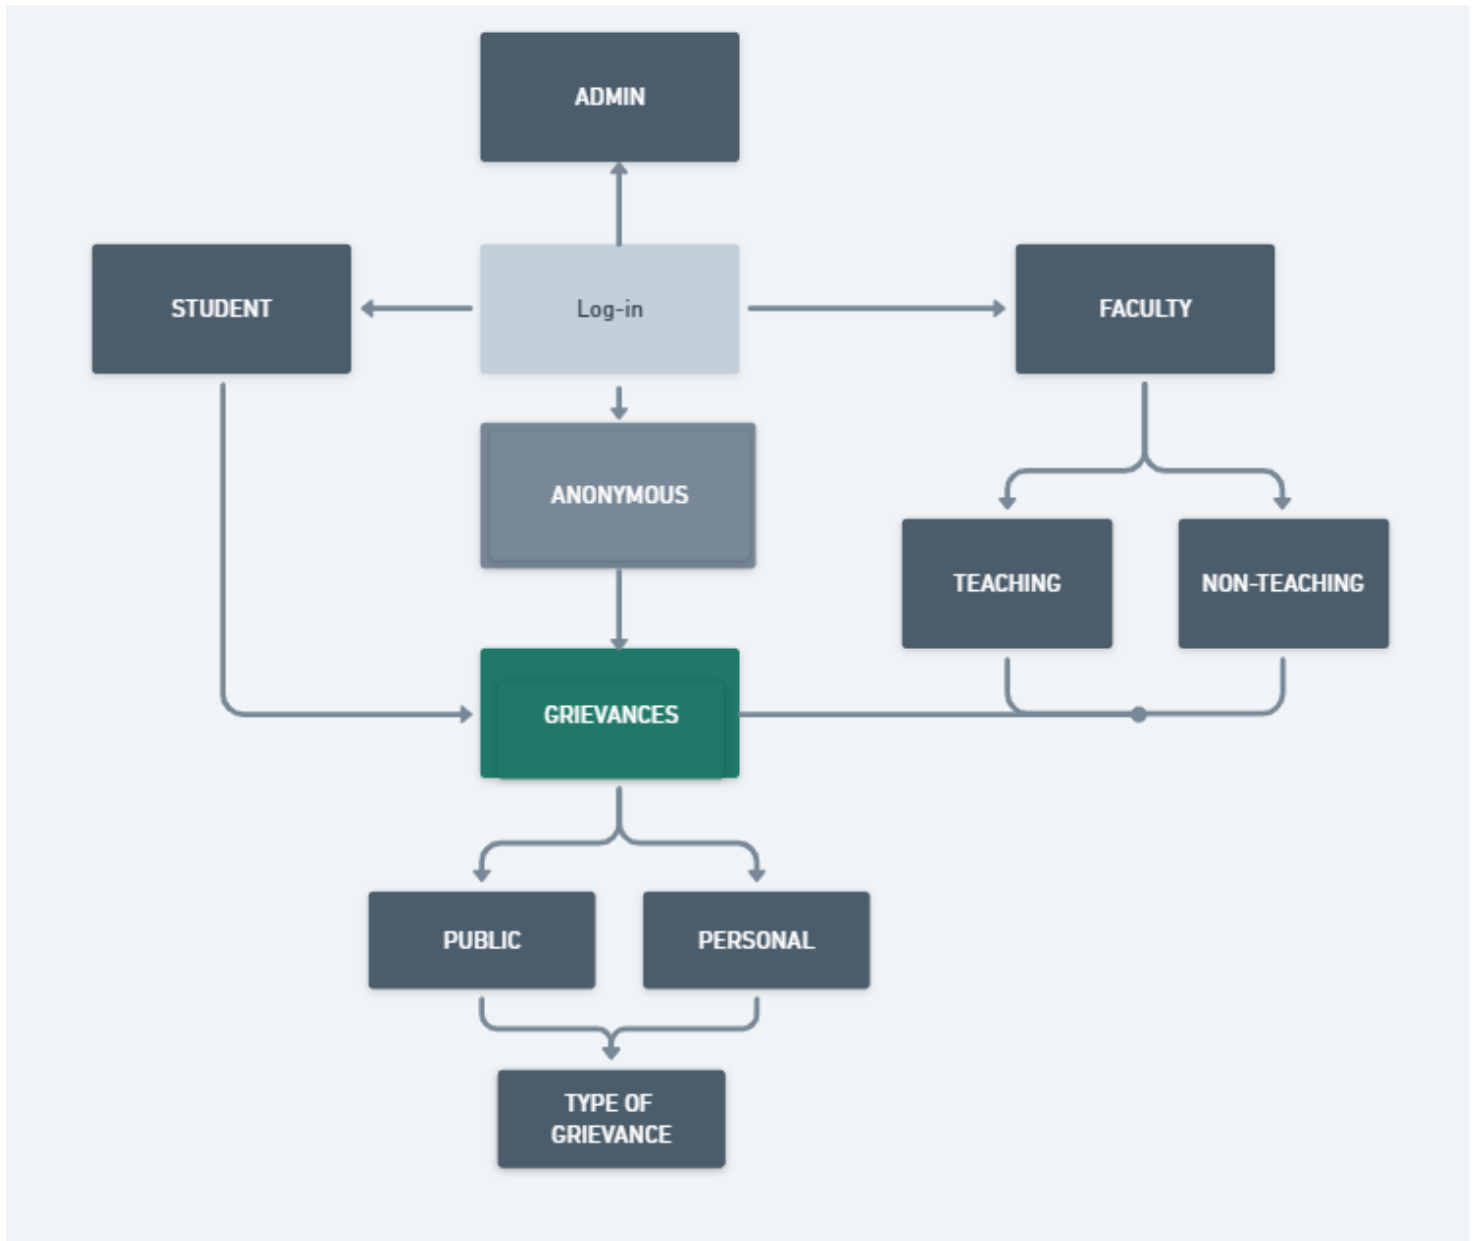 ADMIN
STUDENT
Log-in
FACULTY
ANONYMOUS
TEACHING
NON-TEACHING
GRIEVANCES
PUBLIC
PERSONAL
TYPE OF
GRIEVANCE